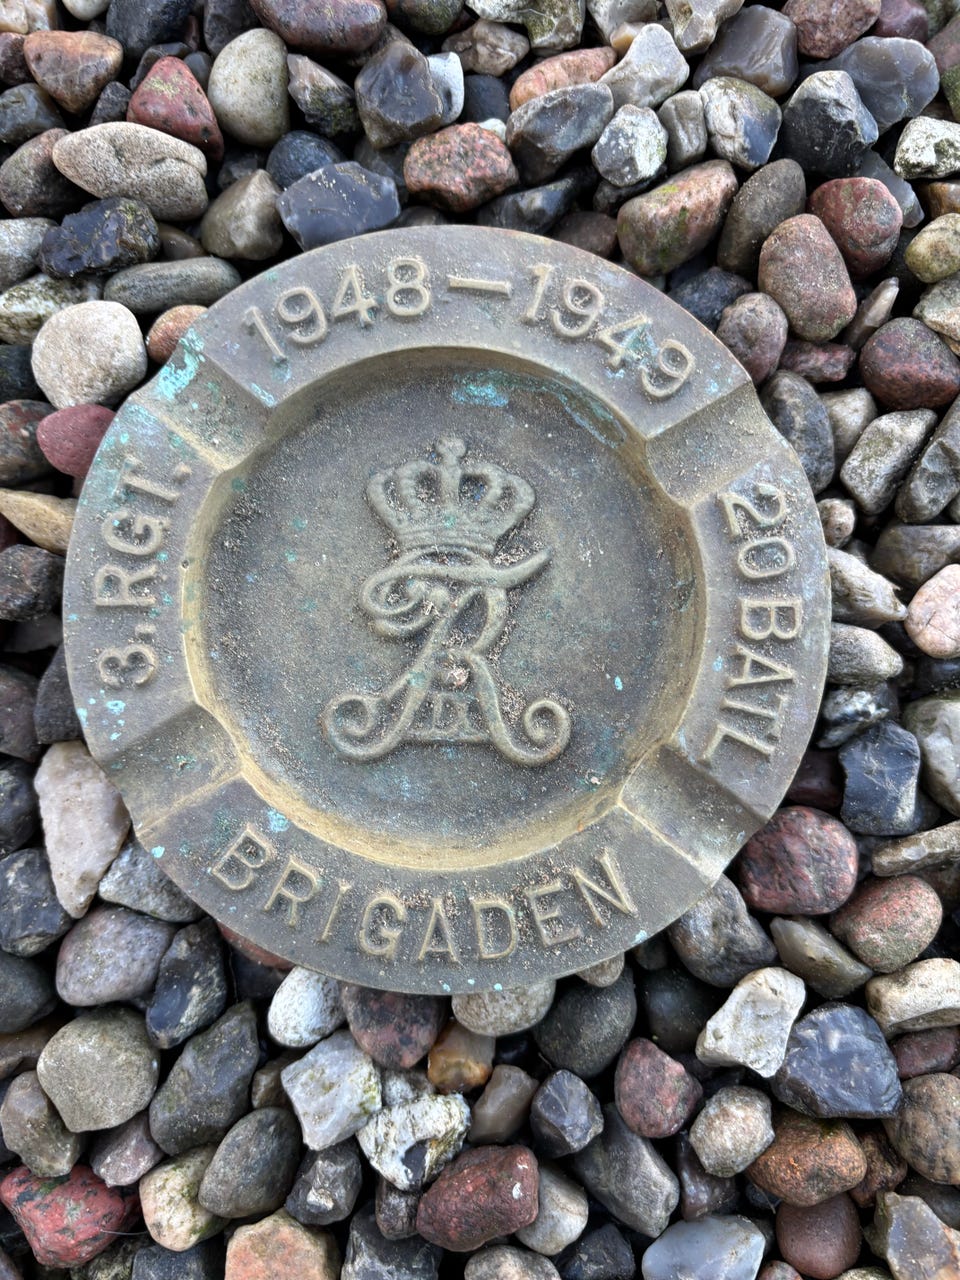 1948 — 1949
20 BATL
BRIGADEN
3. RGT.